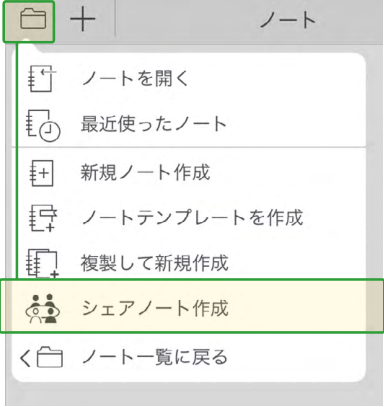 ノート
ノートを開く
最近使ったノート
新規ノート作成
ノートテンプレートを作成
複製して新規作成
シェアノート作成
ノート一覧に戻る